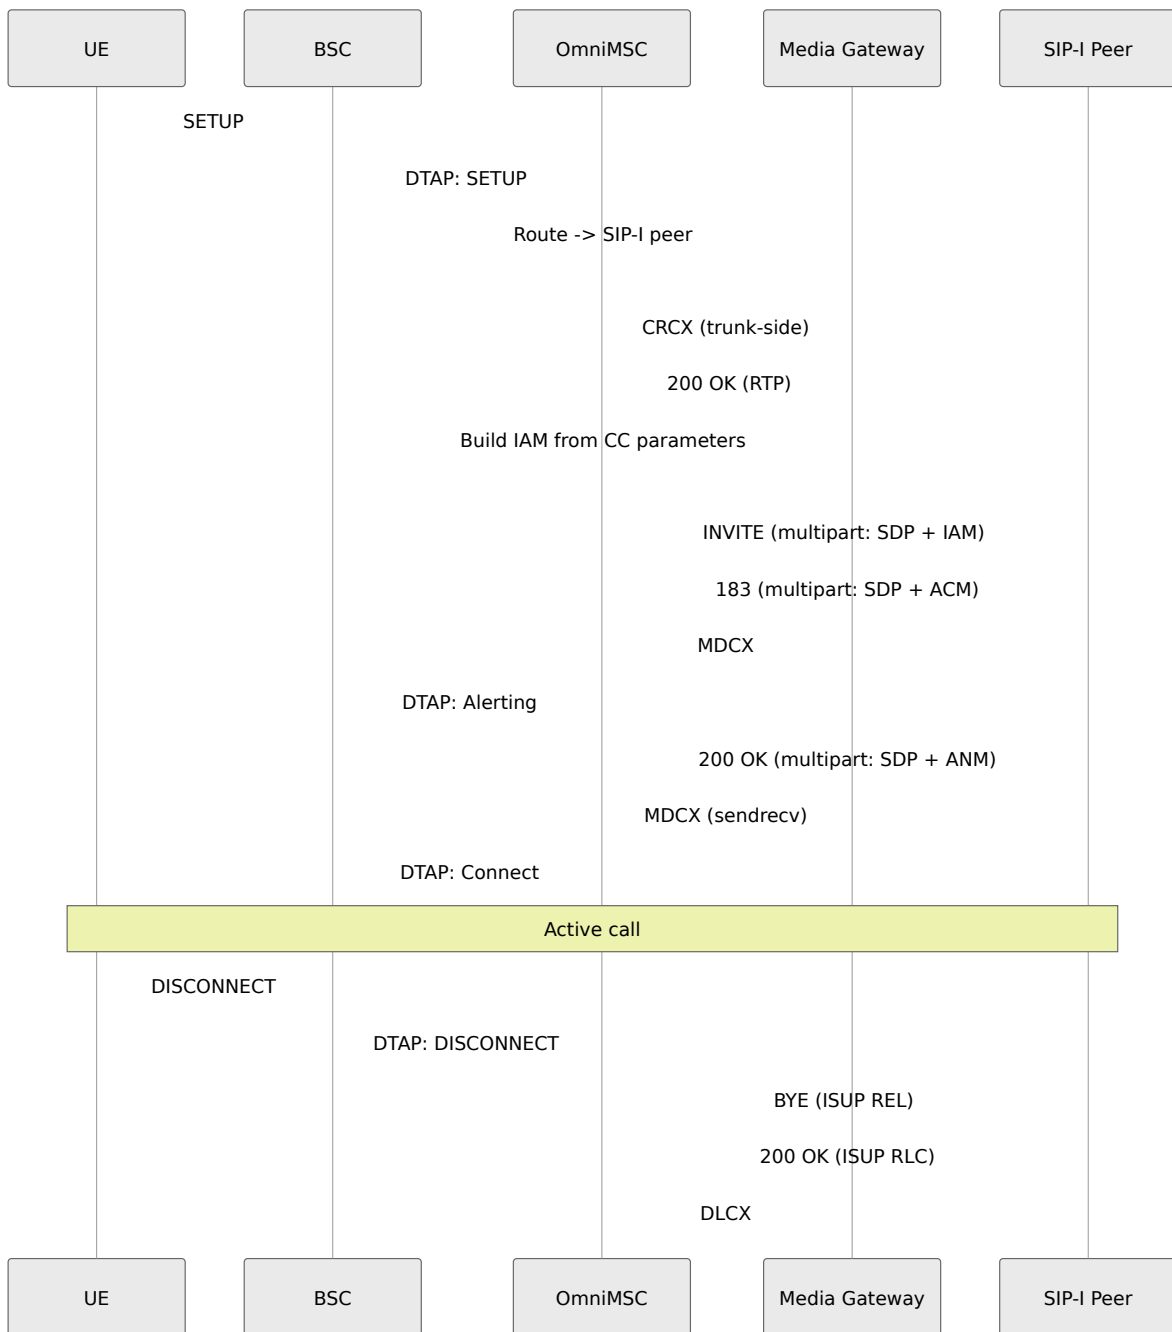 UE
BSC
OmniMSC
Media Gateway
SIP-I Peer
SETUP
DTAP: SETUP
Route -> SIP-I peer
CRCX (trunk-side)
200 OK (RTP)
Build IAM from CC parameters
INVITE (multipart: SDP + IAM)
183 (multipart: SDP + ACM)
MDCX
DTAP: Alerting
200 OK (multipart: SDP + ANM)
MDCX (sendrecv)
DTAP: Connect
Active call
DISCONNECT
DTAP: DISCONNECT
BYE (ISUP REL)
200 OK (ISUP RLC)
DLCX
UE
BSC
OmniMSC
Media Gateway
SIP-I Peer